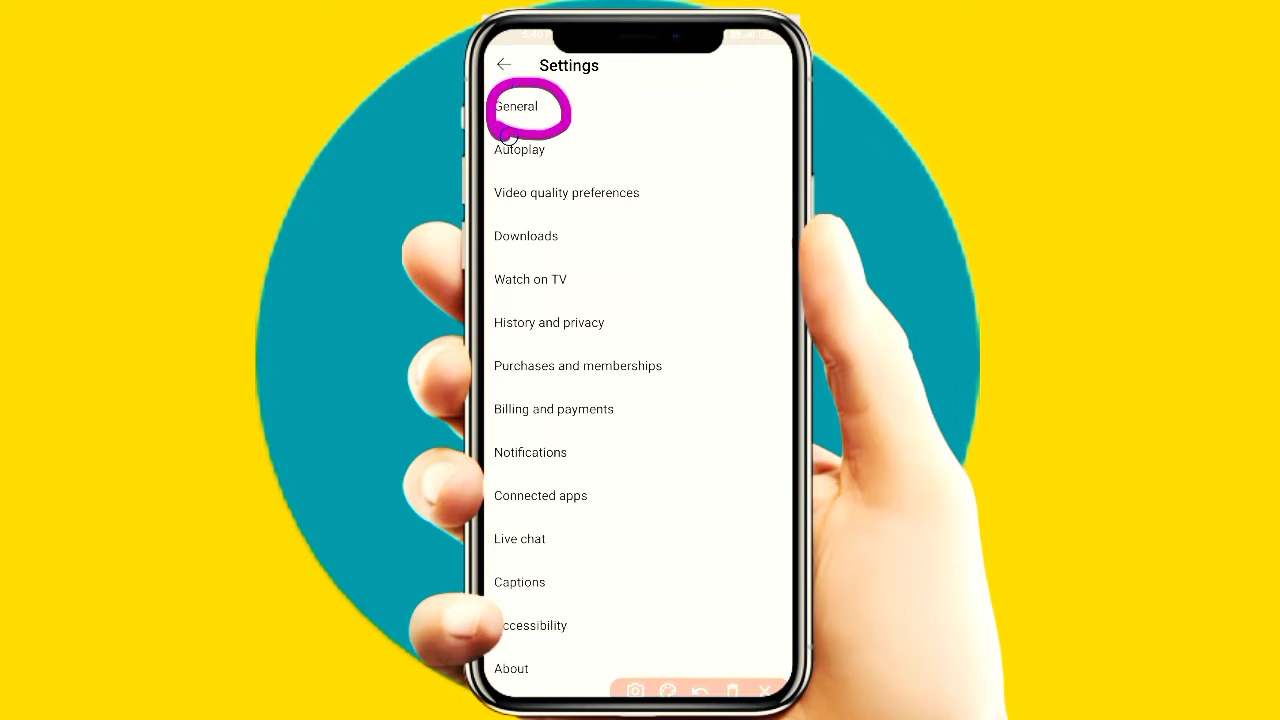 Settings
General
Autoplay
Video quality preferences
Downloads
Watch on TV
History and privacy
Purchases and memberships
Billing and payments
Notifications
Connected apps
Live chat
Captions
ccessibility
About